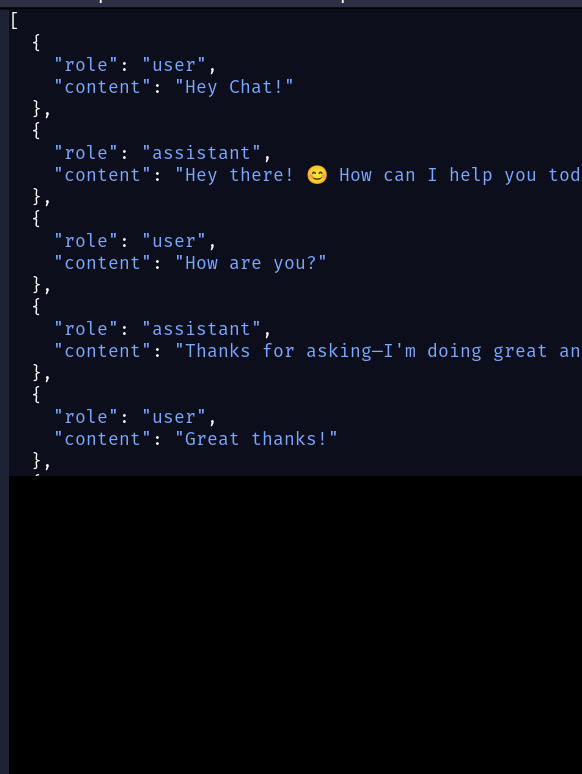 [
  {
    "role": "user",
    "content": "Hey Chat!"
  },
  {
    "role": "assistant",
    "content": "Hey there! 😊 How can I help you tod
  },
  {
    "role": "user",
    "content": "How are you?"
  },
  {
    "role": "assistant",
    "content": "Thanks for asking—I'm doing great an
  },
  {
    "role": "user",
    "content": "Great thanks!"
  },